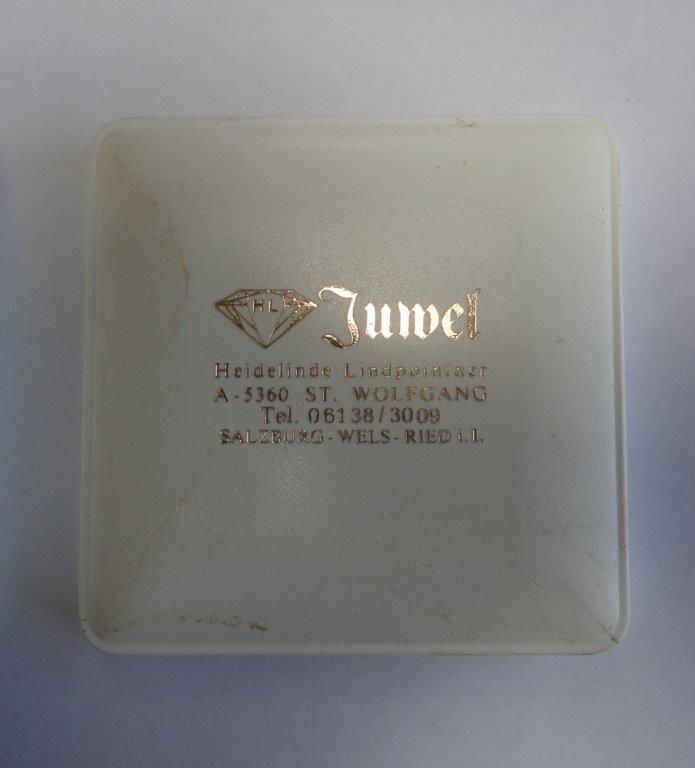 HL Juwel
Heidelinde Lindpointner
A-5360 ST. WOLFGANG
Tel. 06138/3009
SALZBURG-WELS-RIED i.I.